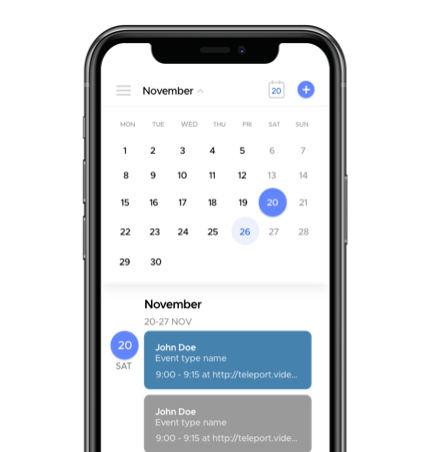 November
20
MON TUE WED THU FRI SAT SUN
1 2 3 4 5 6 7
8 9 10 11 12 13 14
15 16 17 18 19 20 21
22 23 24 25 26 27 28
29 30
November
20-27 NOV
20
SAT
John Doe
Event type name
9:00 - 9:15 at http://teleport.vide...
John Doe
Event type name
9:00 - 9:15 at http://teleport.vide...